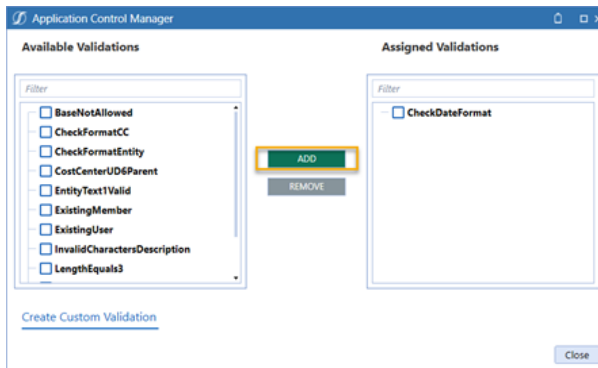 Application Control Manager
Available Validations
Assigned Validations
Filter
Filter
BaseNotAllowed
CheckFormatCC
CheckFormatEntity
CostCenterUD6Parent
EntityText1Valid
ExistingMember
ExistingUser
InvalidCharactersDescription
LengthEquals3
CheckDateFormat
ADD
REMOVE
Create Custom Validation
Close